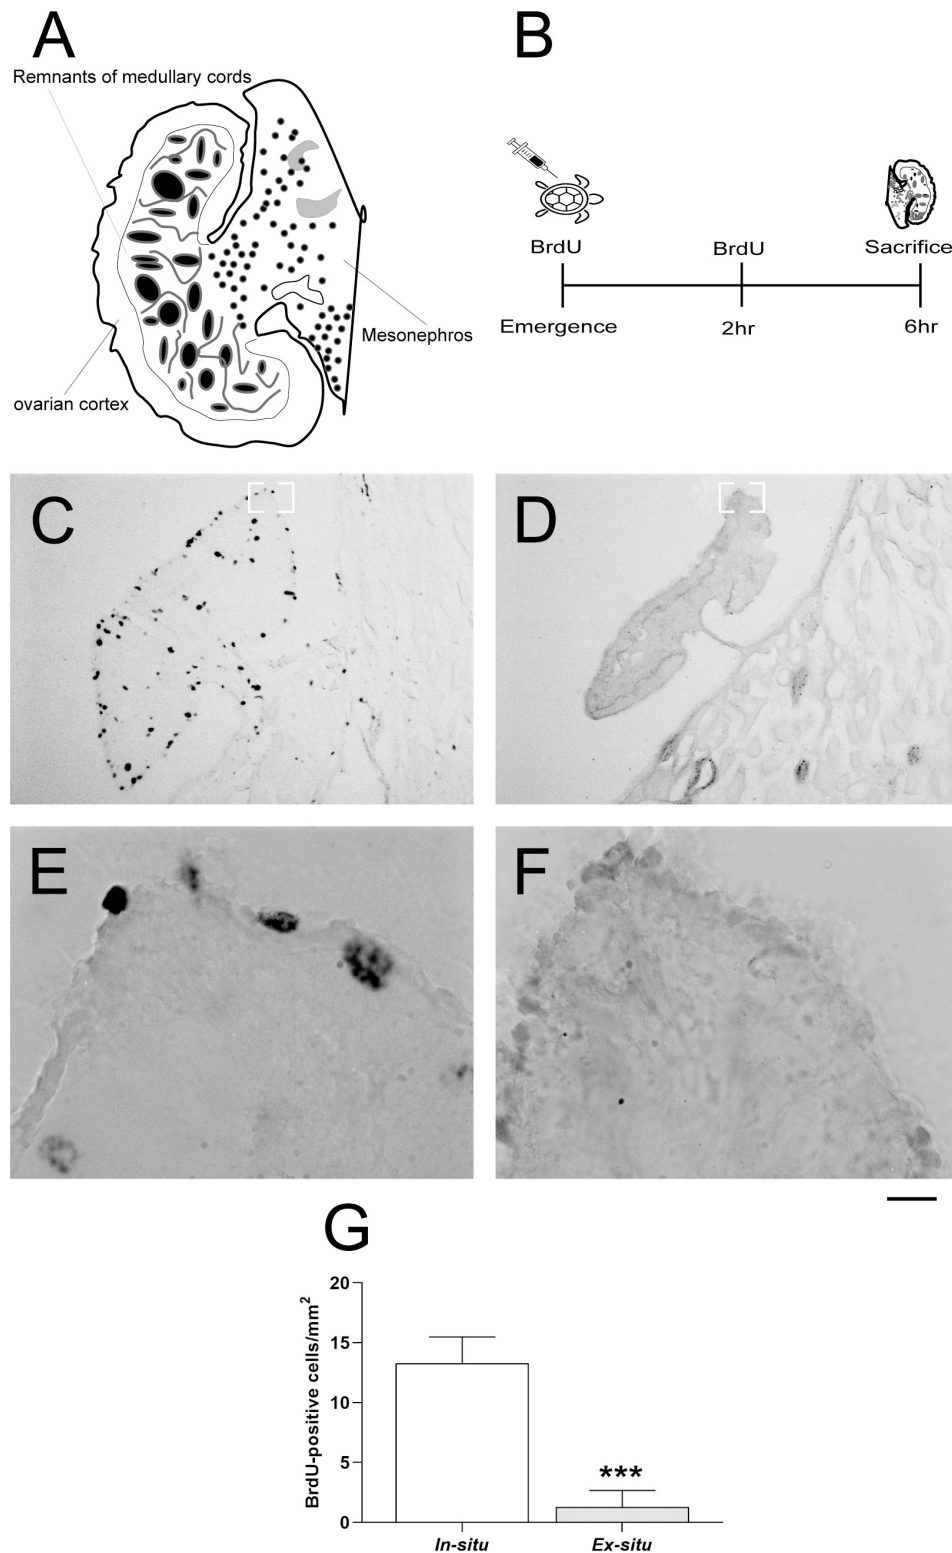 A
Remnants of medullary cords
Mesonephros
ovarian cortex
B
BrdU
BrdU
Sacrifice
Emergence
2hr
6hr
C
D
E
F
G
BrdU-positive cells/mm²
20
15
10
5
0
***
In-situ
Ex-situ